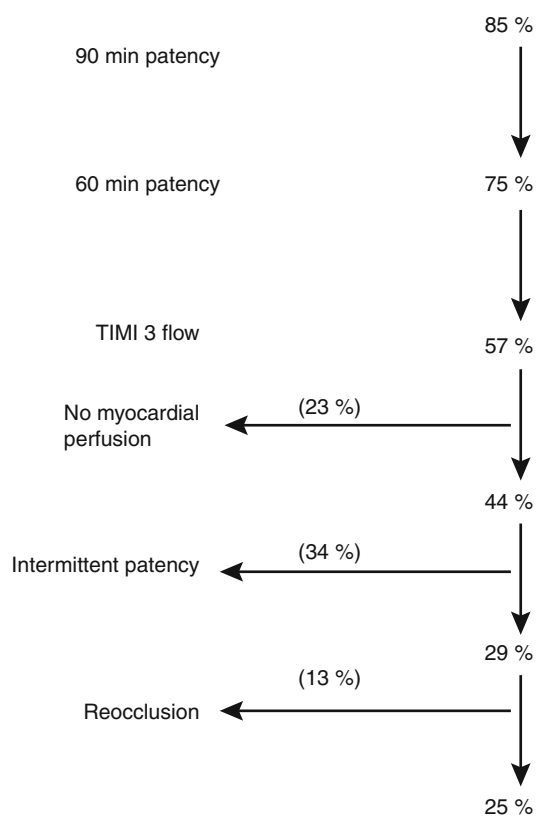 85 %
90 min patency
60 min patency
75 %
TIMI 3 flow
57 %
No myocardial
perfusion
(23 %)
44 %
Intermittent patency
(34 %)
29 %
(13 %)
Reocclusion
25 %